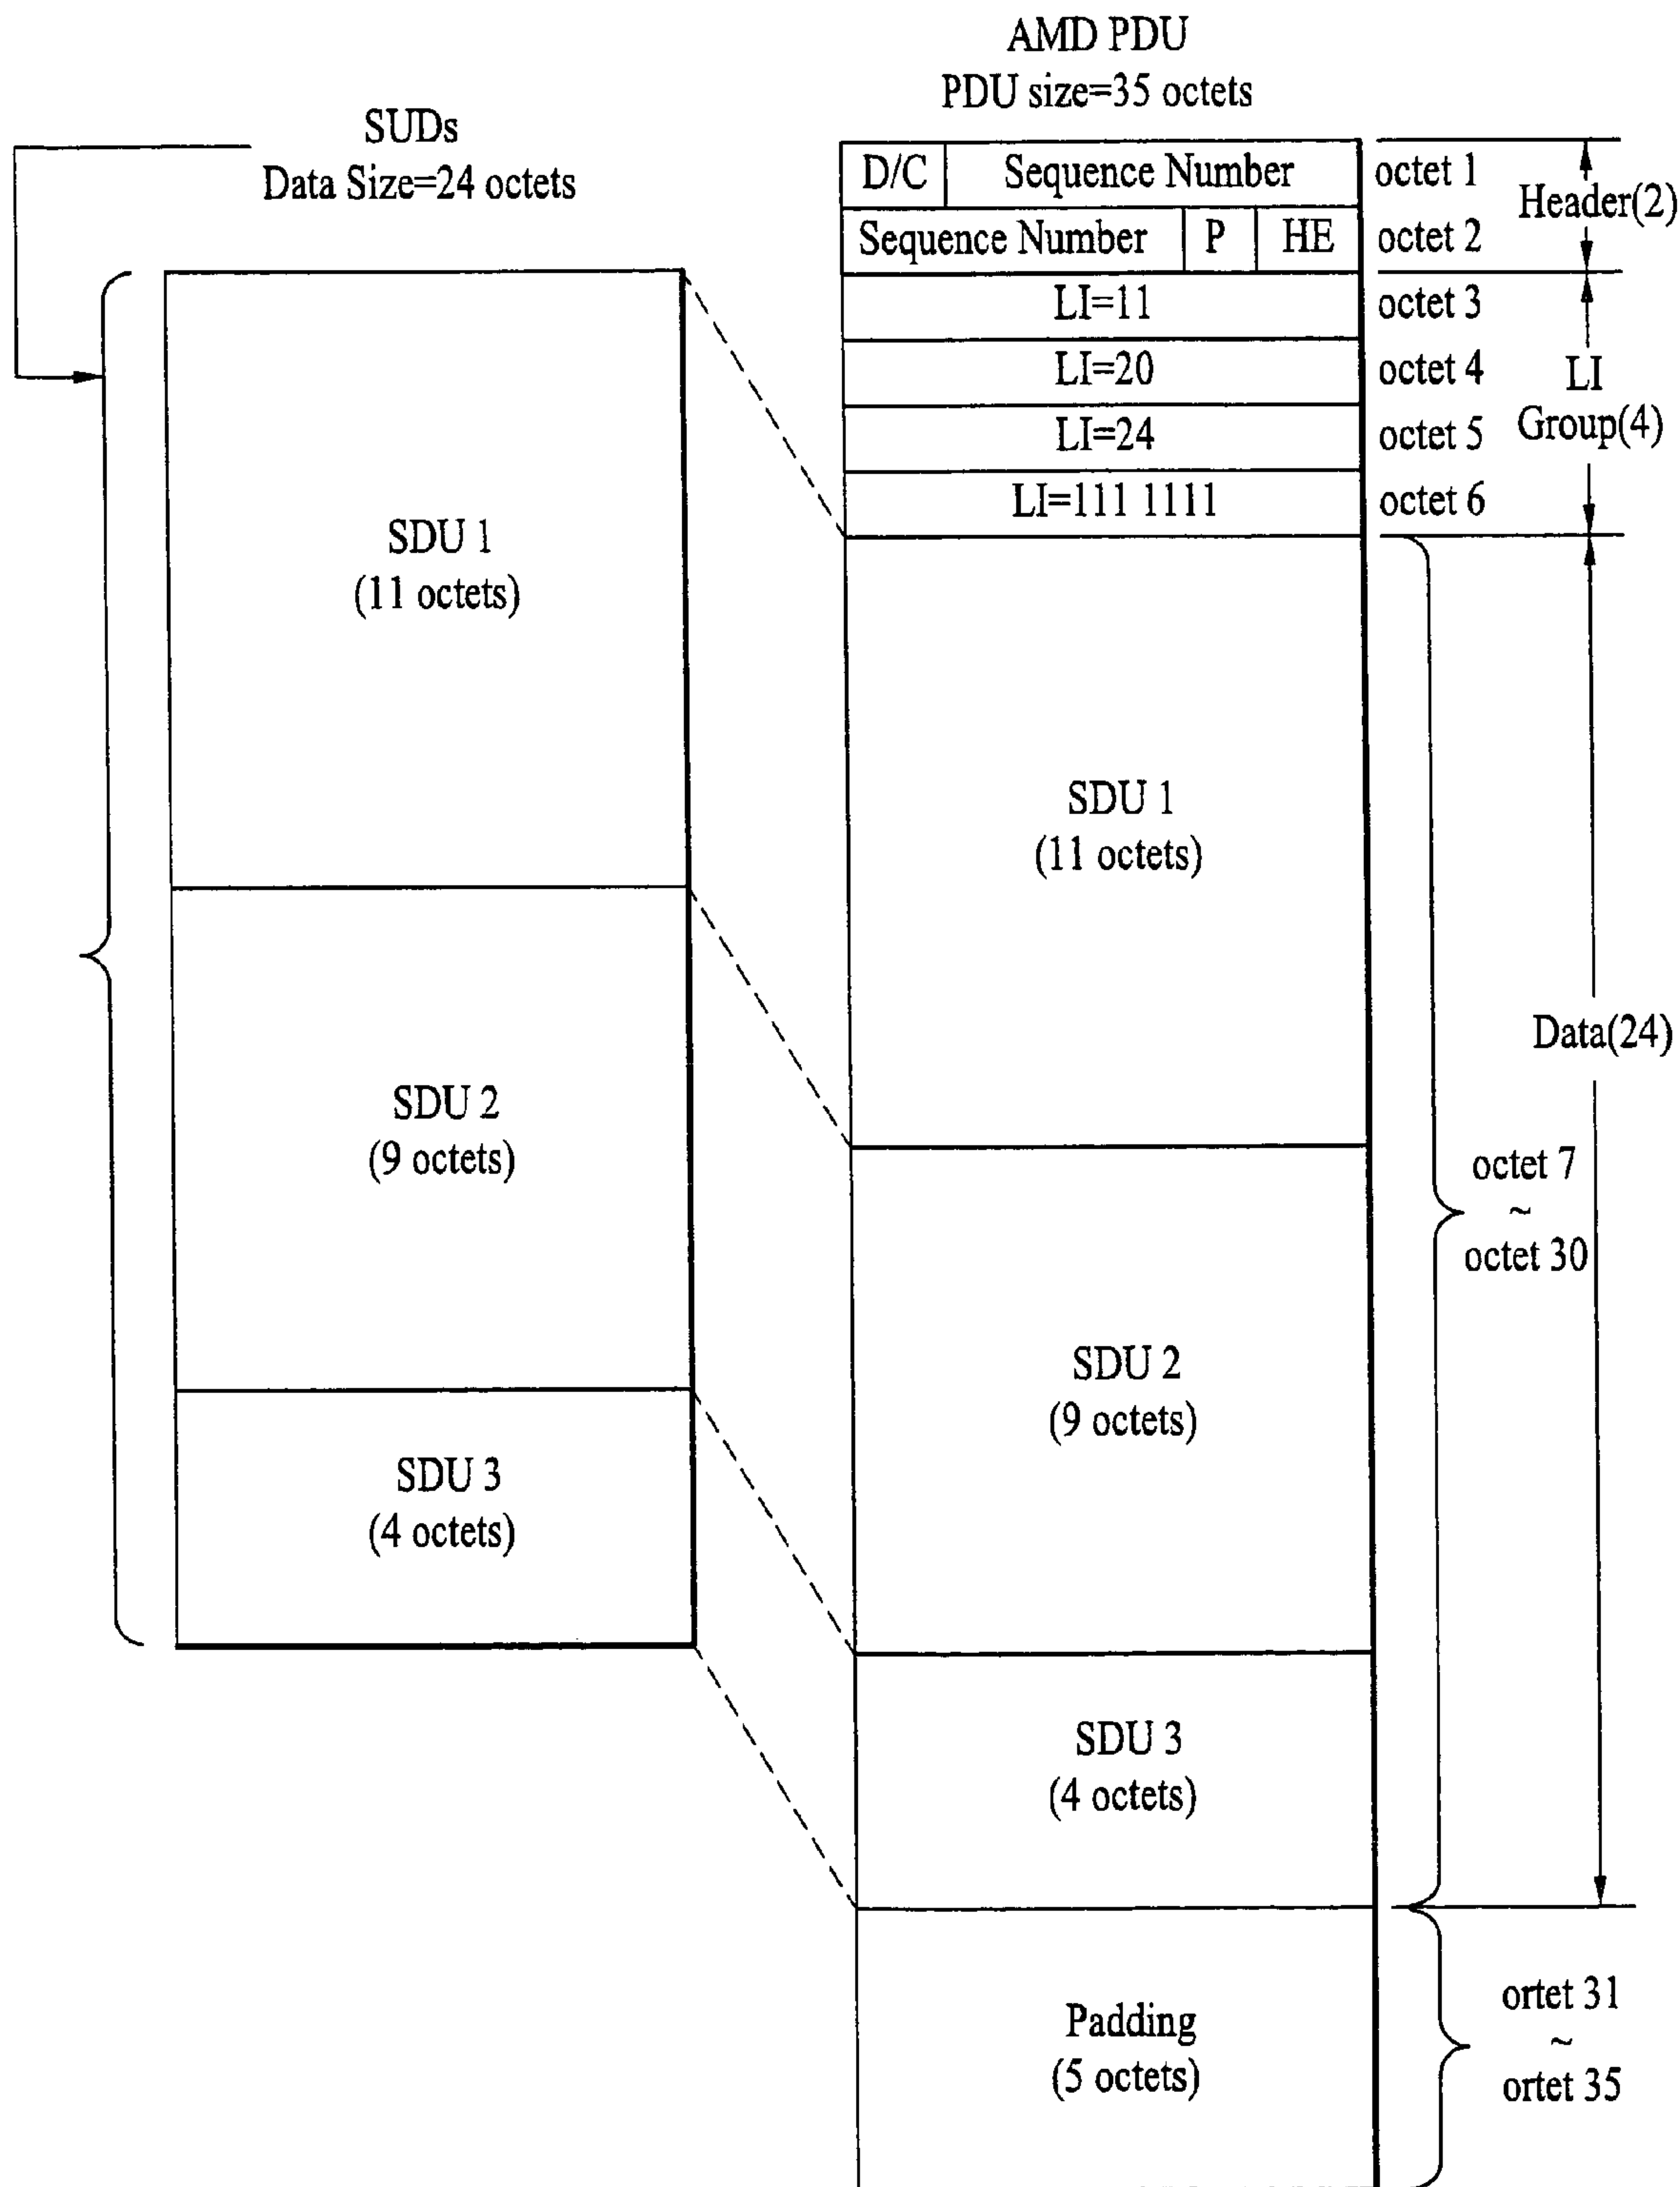 AMD PDU
PDU size=35 octets
SUDs
Data Size=24 octets
D/C
Sequence Number
octet 1
Sequence Number
P
HE
octet 2
Header(2)
LI=11
octet 3
LI=20
octet 4
LI=24
octet 5
LI=111 1111
octet 6
LI
Group(4)
SDU 1
(11 octets)
SDU 2
(9 octets)
SDU 3
(4 octets)
SDU 1
(11 octets)
SDU 2
(9 octets)
SDU 3
(4 octets)
Padding
(5 octets)
Data(24)
octet 7
~
octet 30
ortet 31
~
ortet 35